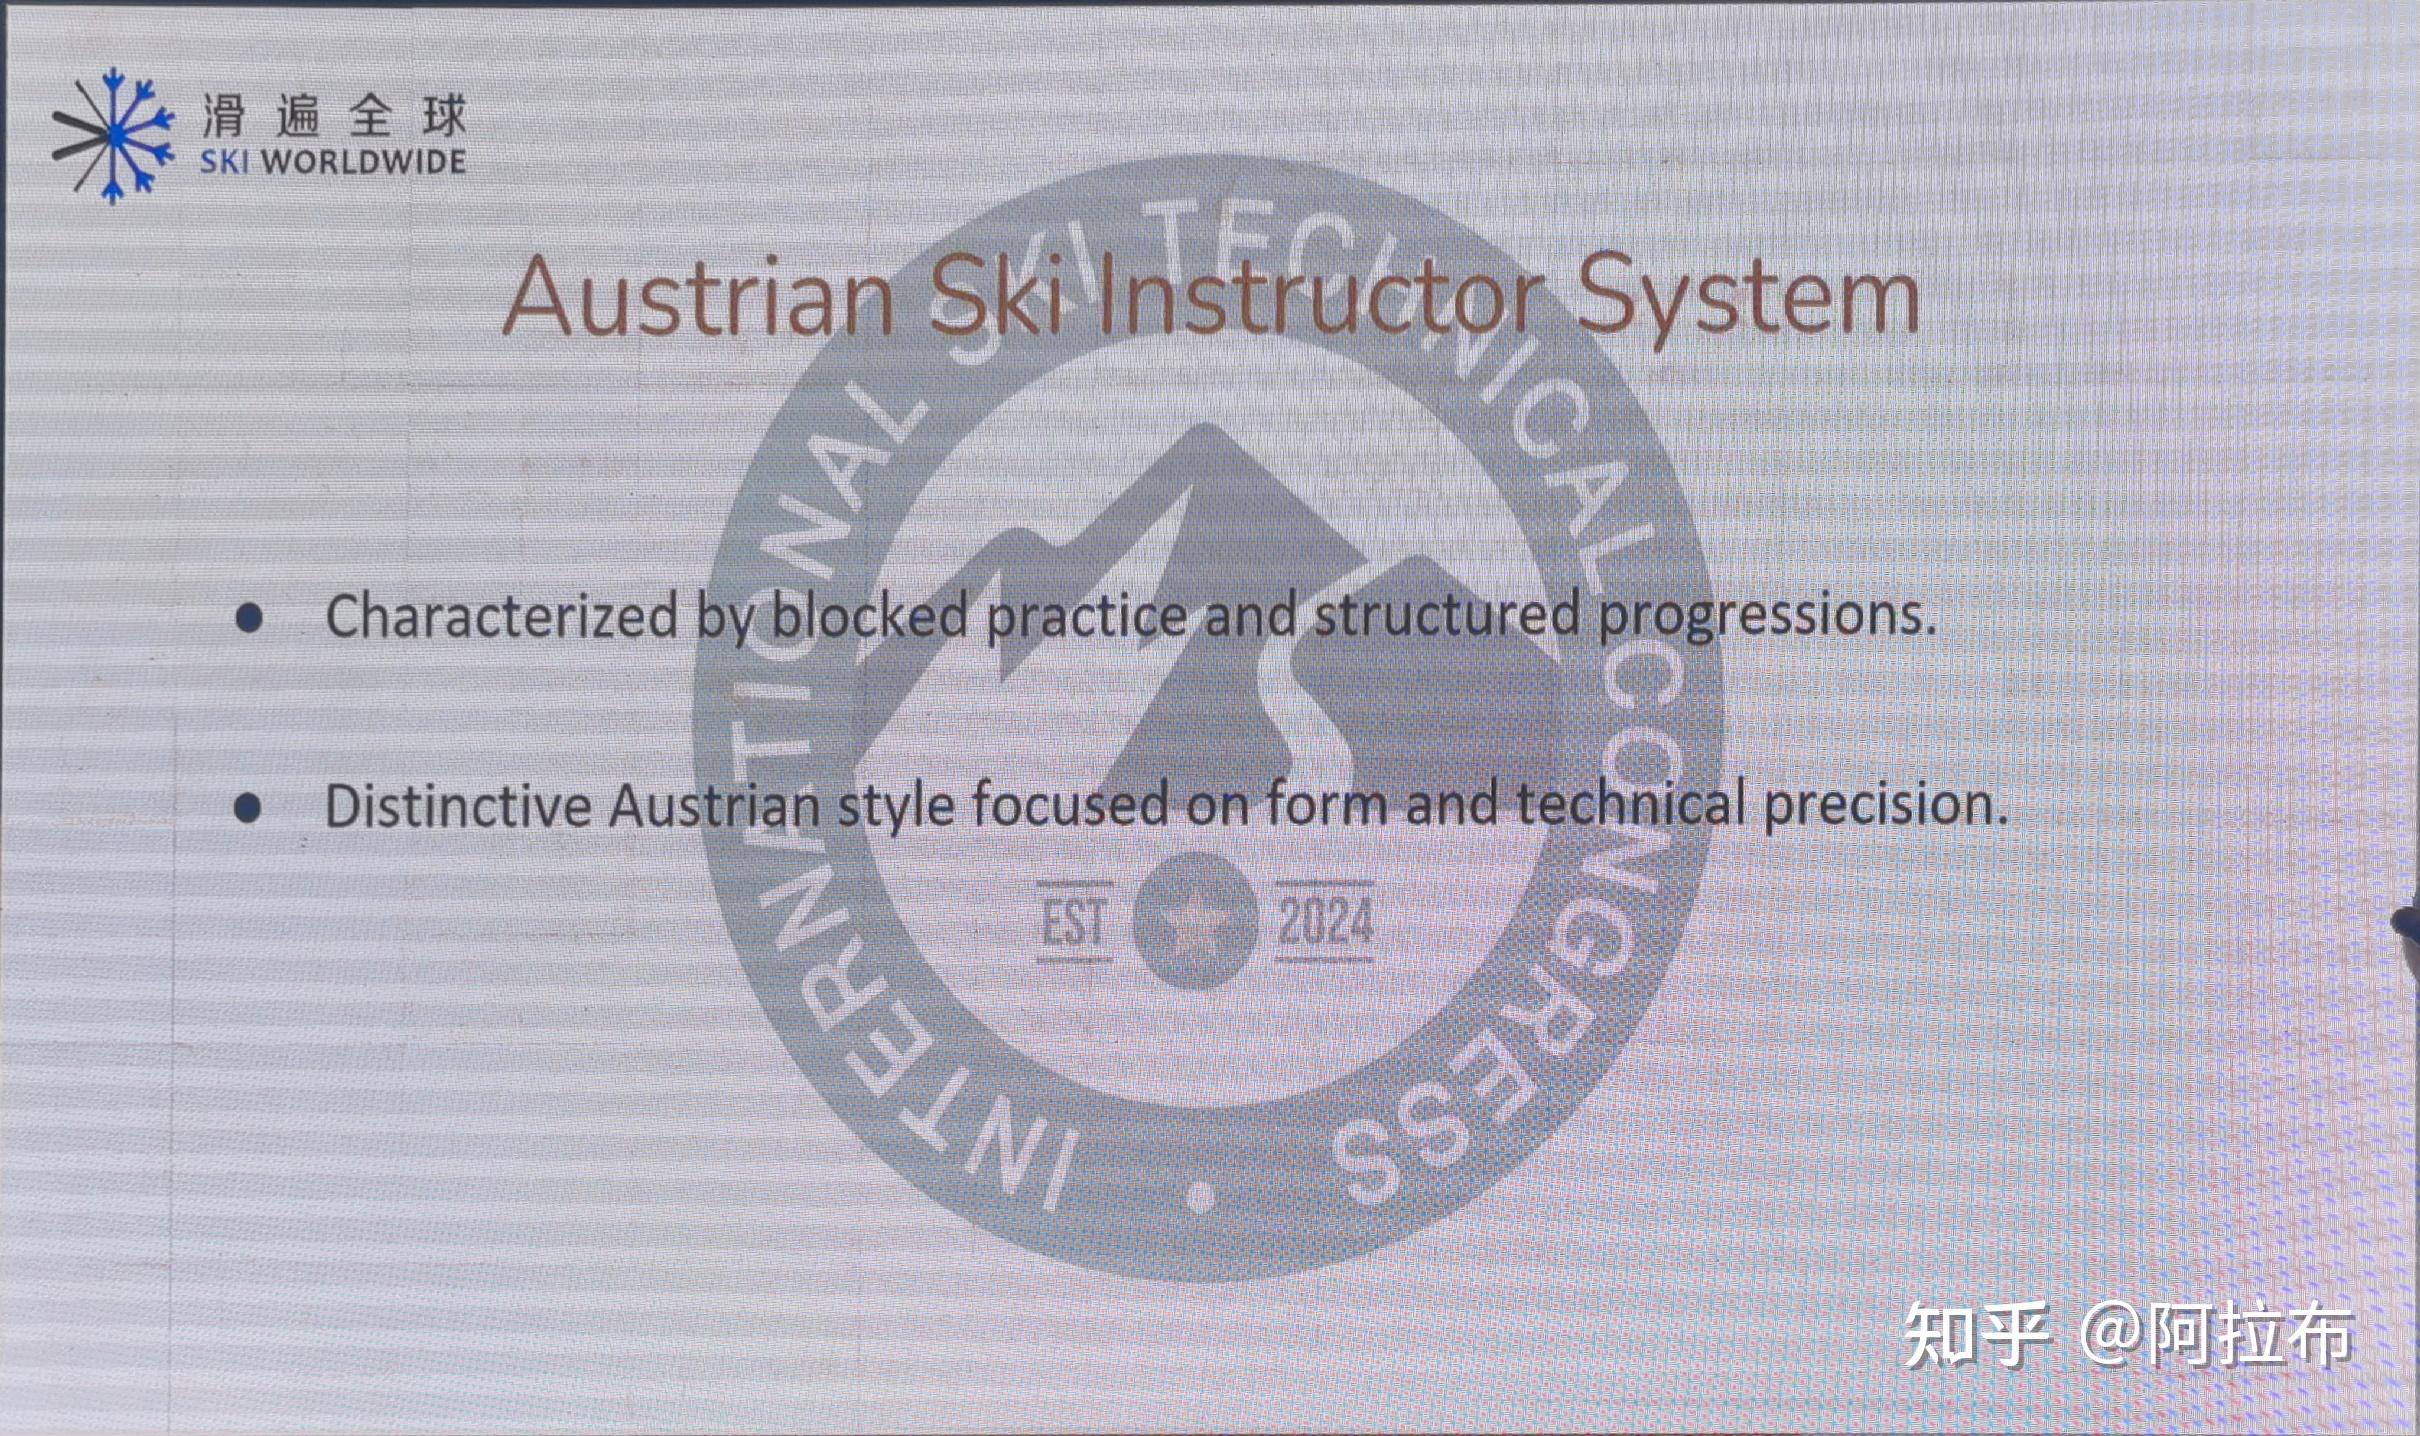 滑遍全球
SKI WORLDWIDE
Austrian Ski Instructor System
INTERNATIONAL SKI TECHNICAL CONGRESS
● Characterized by blocked practice and structured progressions.
● Distinctive Austrian style focused on form and technical precision.
EST 2024
知乎 @阿拉布